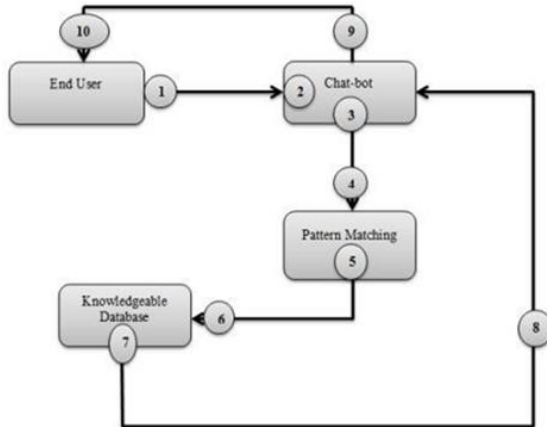 10
9
End User
1
2
Chat-bot
3
4
Pattern Matching
5
Knowledgeable
Database
6
7
8